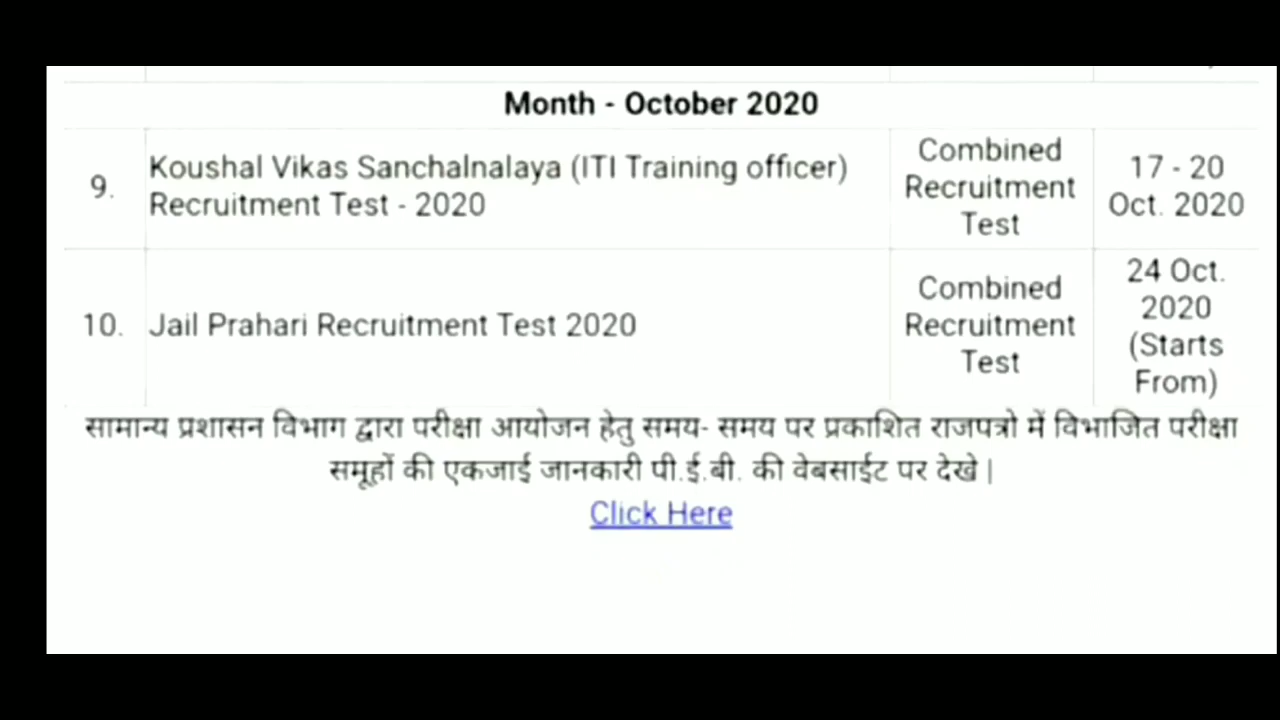 Month - October 2020
9.
Koushal Vikas Sanchalnalaya (ITI Training officer)
Recruitment Test - 2020
Combined
Recruitment
Test
17 - 20
Oct. 2020
10.
Jail Prahari Recruitment Test 2020
Combined
Recruitment
Test
24 Oct.
2020
(Starts
From)
सामान्य प्रशासन विभाग द्वारा परीक्षा आयोजन हेतु समय- समय पर प्रकाशित राजपत्रो में विभाजित परीक्षा
समूहों की एकजाई जानकारी पी.ई.बी. की वेबसाईट पर देखे |
Click Here